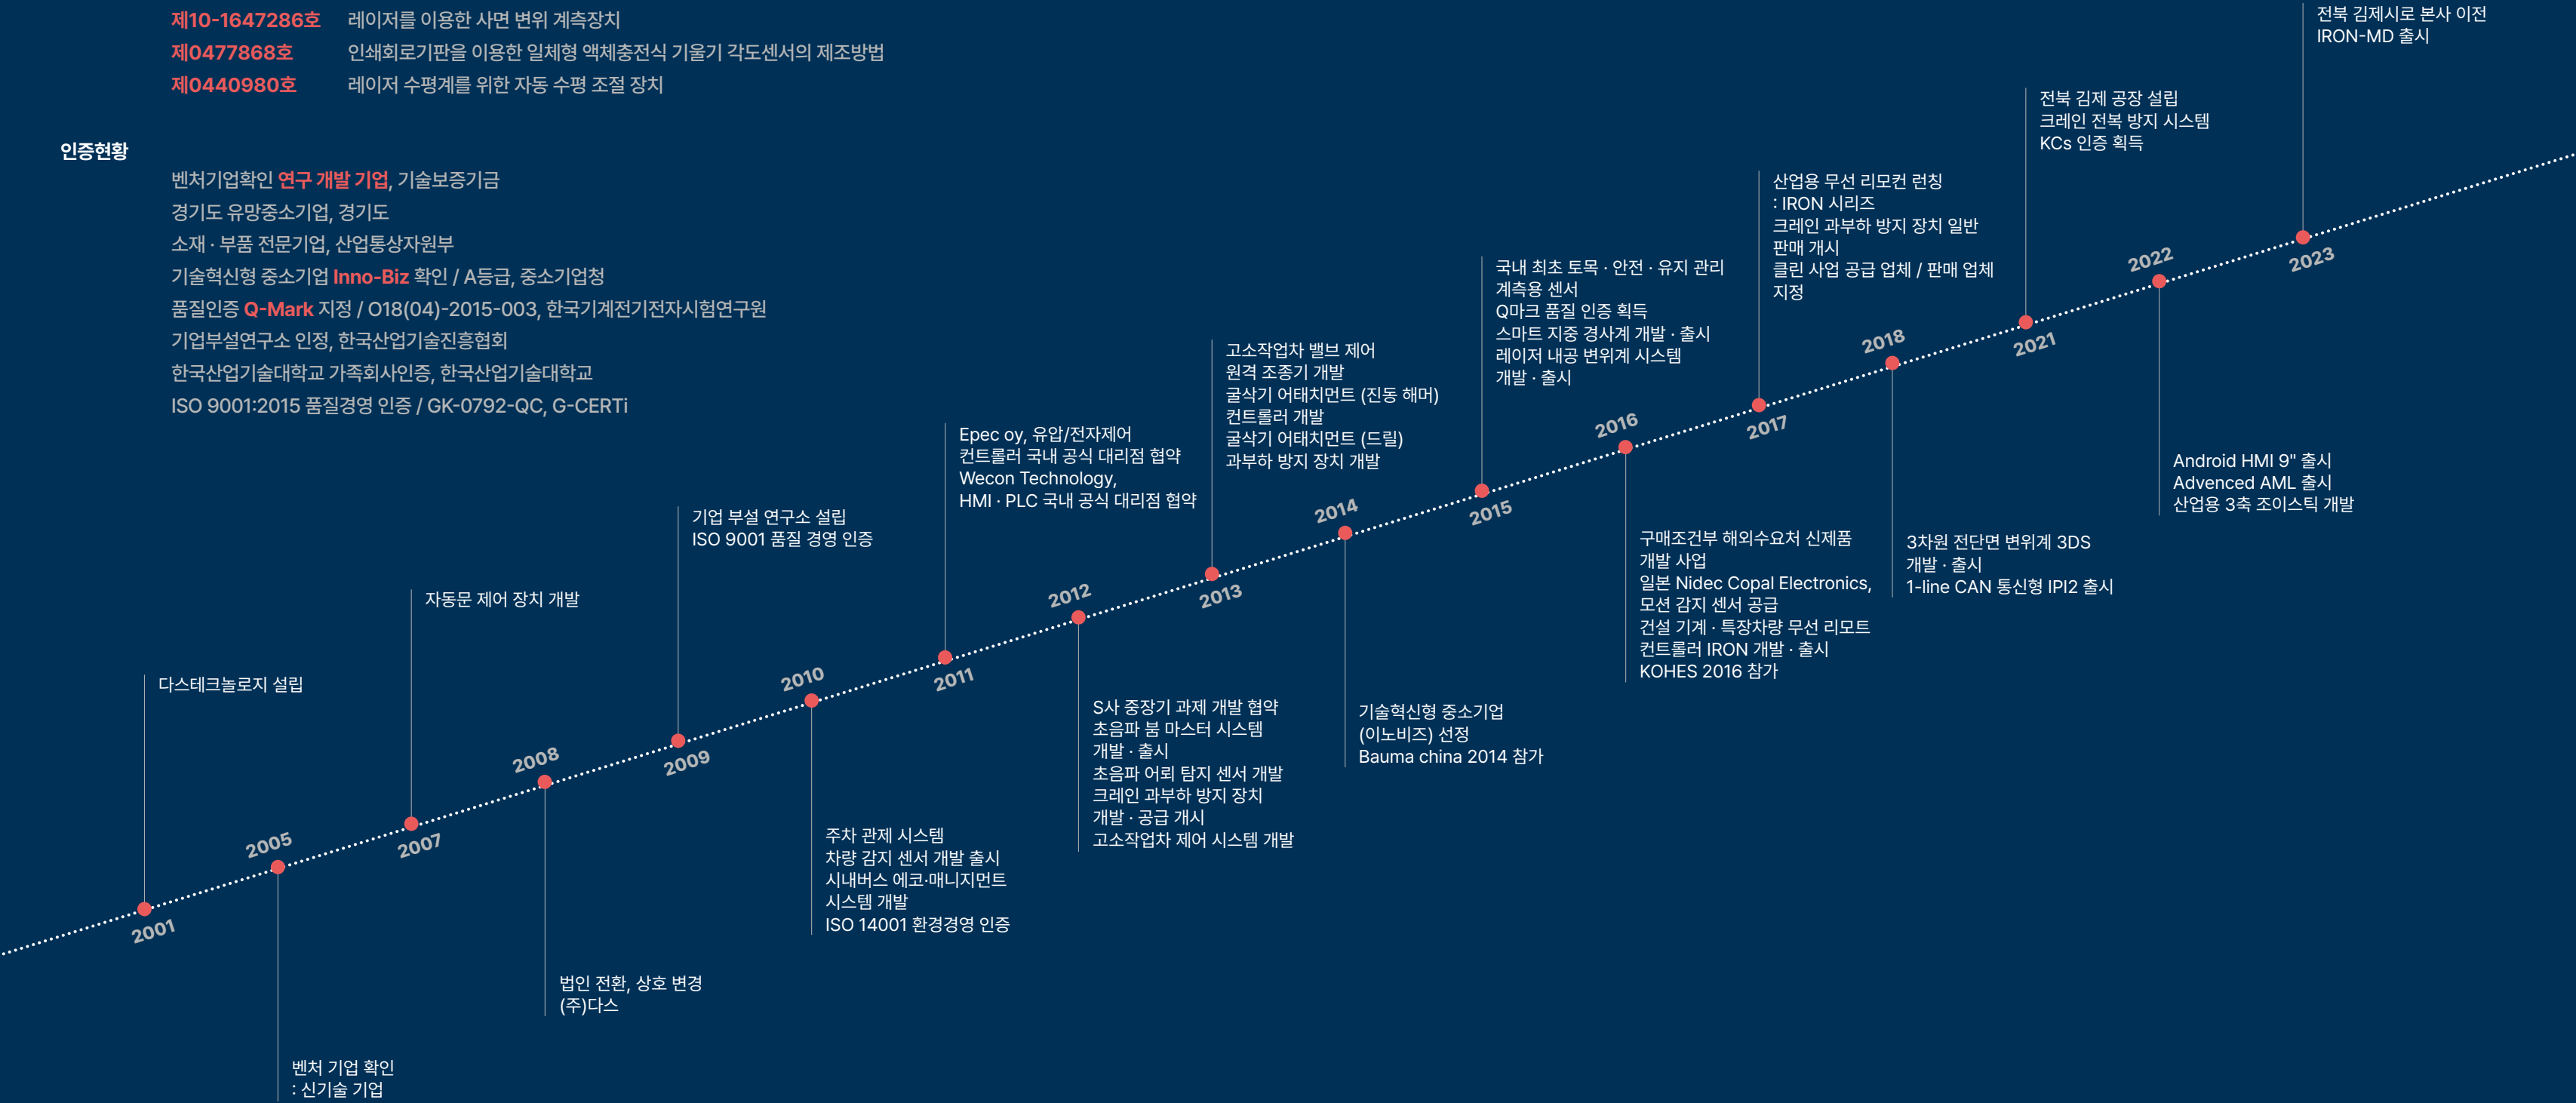 제10-1647286호 레이저를 이용한 사면 변위 계측장치
제0477868호 인쇄회로기판을 이용한 일체형 액체충전식 기울기 각도센서의 제조방법
제0440980호 레이저 수평계를 위한 자동 수평 조절 장치
인증현황
벤처기업확인 연구 개발 기업, 기술보증기금
경기도 유망중소기업, 경기도
소재 · 부품 전문기업, 산업통상자원부
기술혁신형 중소기업 Inno-Biz 확인 / A등급, 중소기업청
품질인증 Q-Mark 지정 / O18(04)-2015-003, 한국기계전기전자시험연구원
기업부설연구소 인정, 한국산업기술진흥협회
한국산업기술대학교 가족회사인증, 한국산업기술대학교
ISO 9001:2015 품질경영 인증 / GK-0792-QC, G-CERTi
다스테크놀로지 설립
2001
2005
벤처 기업 확인
: 신기술 기업
자동문 제어 장치 개발
2007
2008
법인 전환, 상호 변경
(주)다스
기업 부설 연구소 설립
ISO 9001 품질 경영 인증
2009
2010
주차 관제 시스템
차량 감지 센서 개발 출시
시내버스 에코·매니지먼트
시스템 개발
ISO 14001 환경경영 인증
Epec oy, 유압/전자제어
컨트롤러 국내 공식 대리점 협약
Wecon Technology,
HMI · PLC 국내 공식 대리점 협약
2011
2012
S사 중장기 과제 개발 협약
초음파 붐 마스터 시스템
개발 · 출시
초음파 어뢰 탐지 센서 개발
크레인 과부하 방지 장치
개발 · 공급 개시
고소작업차 제어 시스템 개발
고소작업차 밸브 제어
원격 조종기 개발
굴삭기 어태치먼트 (진동 해머)
컨트롤러 개발
굴삭기 어태치먼트 (드릴)
과부하 방지 장치 개발
2013
2014
기술혁신형 중소기업
(이노비즈) 선정
Bauma china 2014 참가
국내 최초 토목 · 안전 · 유지 관리
계측용 센서
Q마크 품질 인증 획득
스마트 지중 경사계 개발 · 출시
레이저 내공 변위계 시스템
개발 · 출시
2015
2016
구매조건부 해외수요처 신제품
개발 사업
일본 Nidec Copal Electronics,
모션 감지 센서 공급
건설 기계 · 특장차량 무선 리모트
컨트롤러 IRON 개발 · 출시
KOHES 2016 참가
산업용 무선 리모컨 런칭
: IRON 시리즈
크레인 과부하 방지 장치 일반
판매 개시
클린 사업 공급 업체 / 판매 업체
지정
2017
2018
3차원 전단면 변위계 3DS
개발 · 출시
1-line CAN 통신형 IPI2 출시
전북 김제 공장 설립
크레인 전복 방지 시스템
KCs 인증 획득
2021
2022
Android HMI 9" 출시
Advenced AML 출시
산업용 3축 조이스틱 개발
전북 김제시로 본사 이전
IRON-MD 출시
2023